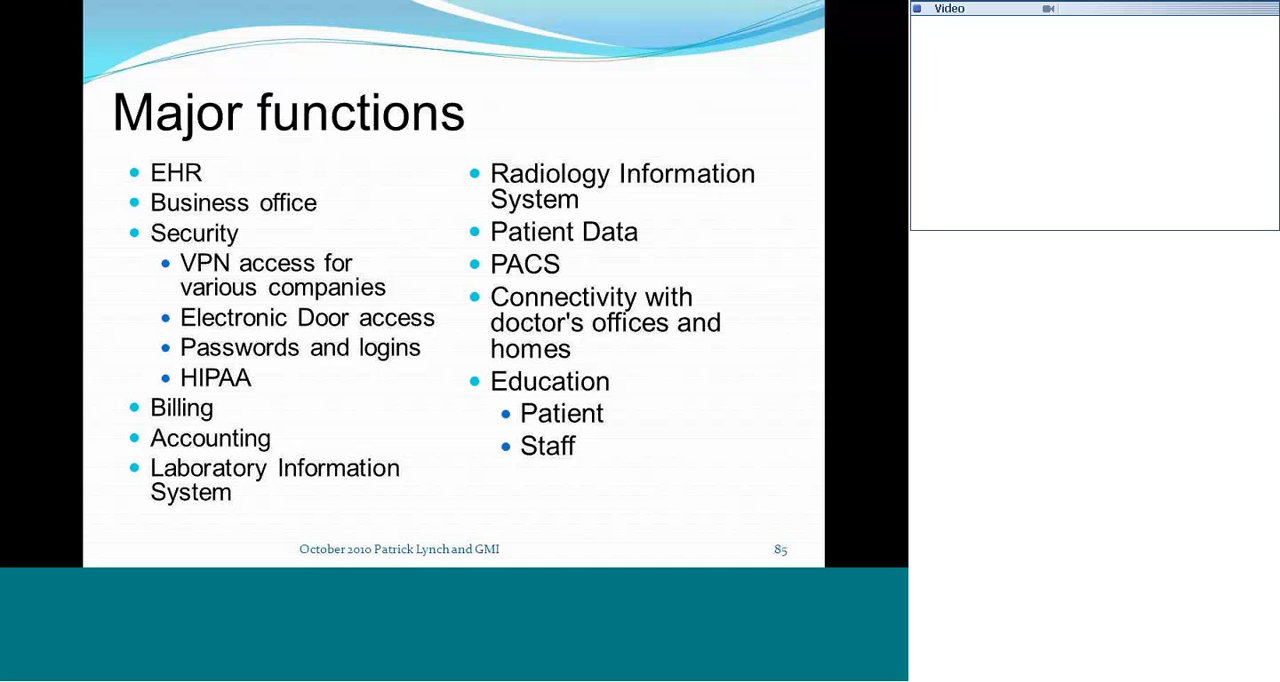 Video
Major functions
EHR
Business office
Security
VPN access for
various companies
Electronic Door access
Passwords and logins
HIPAA
Billing
Accounting
Laboratory Information
System
Radiology Information
System
Patient Data
PACS
Connectivity with
doctor's offices and
homes
Education
Patient
Staff
October 2010 Patrick Lynch and GMI
85